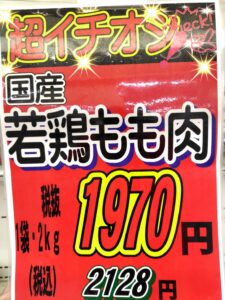 超イチオシ
国産
若鶏もも肉
税抜
1袋・2kg
1970円
(税込)
2128円